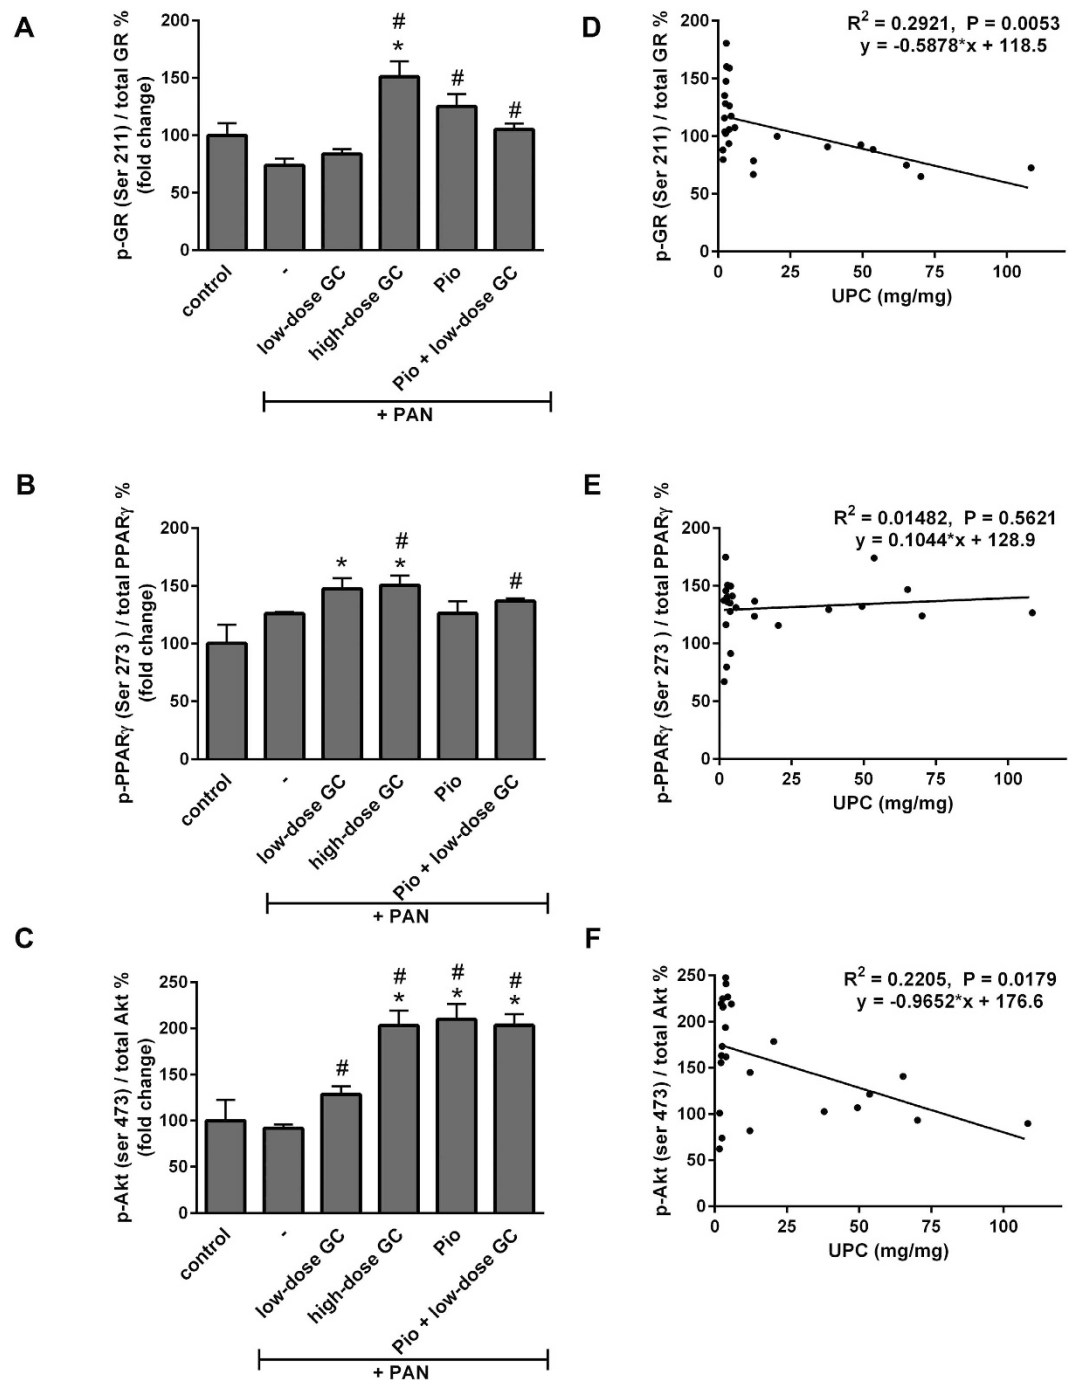 A
p-GR (Ser 211) / total GR %
(fold change)
200
150
100
50
0
#
*
#
#
control
-
low-dose GC
high-dose GC
Pio
Pio + low-dose GC
+ PAN
D
R² = 0.2921, P = 0.0053
y = -0.5878*x + 118.5
p-GR (Ser 211) / total GR %
200
150
100
50
0
0 25 50 75 100
UPC (mg/mg)
B
p-PPARγ (Ser 273 ) / total PPARγ %
(fold change)
200
150
100
50
0
*
#
*
#
control
-
low-dose GC
high-dose GC
Pio
Pio + low-dose GC
+ PAN
E
R² = 0.01482, P = 0.5621
y = 0.1044*x + 128.9
p-PPARγ (Ser 273) / total PPARγ %
200
150
100
50
0
0 25 50 75 100
UPC (mg/mg)
C
p-Akt (ser 473) / total Akt %
(fold change)
250
200
150
100
50
0
#
#
*
#
*
#
*
control
-
low-dose GC
high-dose GC
Pio
Pio + low-dose GC
+ PAN
F
R² = 0.2205, P = 0.0179
y = -0.9652*x + 176.6
p-Akt (ser 473) / total Akt %
250
200
150
100
50
0
0 25 50 75 100
UPC (mg/mg)